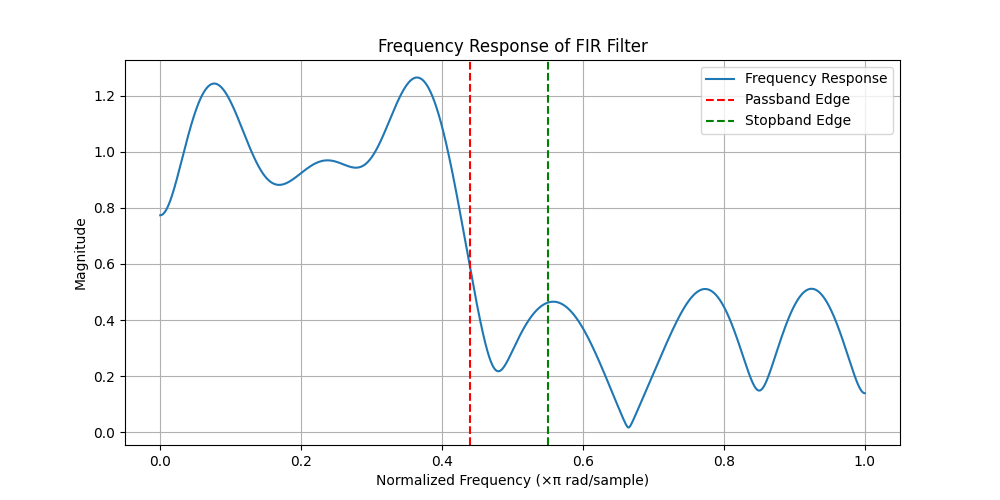 Frequency Response of FIR Filter
Frequency Response
Passband Edge
Stopband Edge
Magnitude
1.2
1.0
0.8
0.6
0.4
0.2
0.0
0.0 0.2 0.4 0.6 0.8 1.0
Normalized Frequency (×π rad/sample)